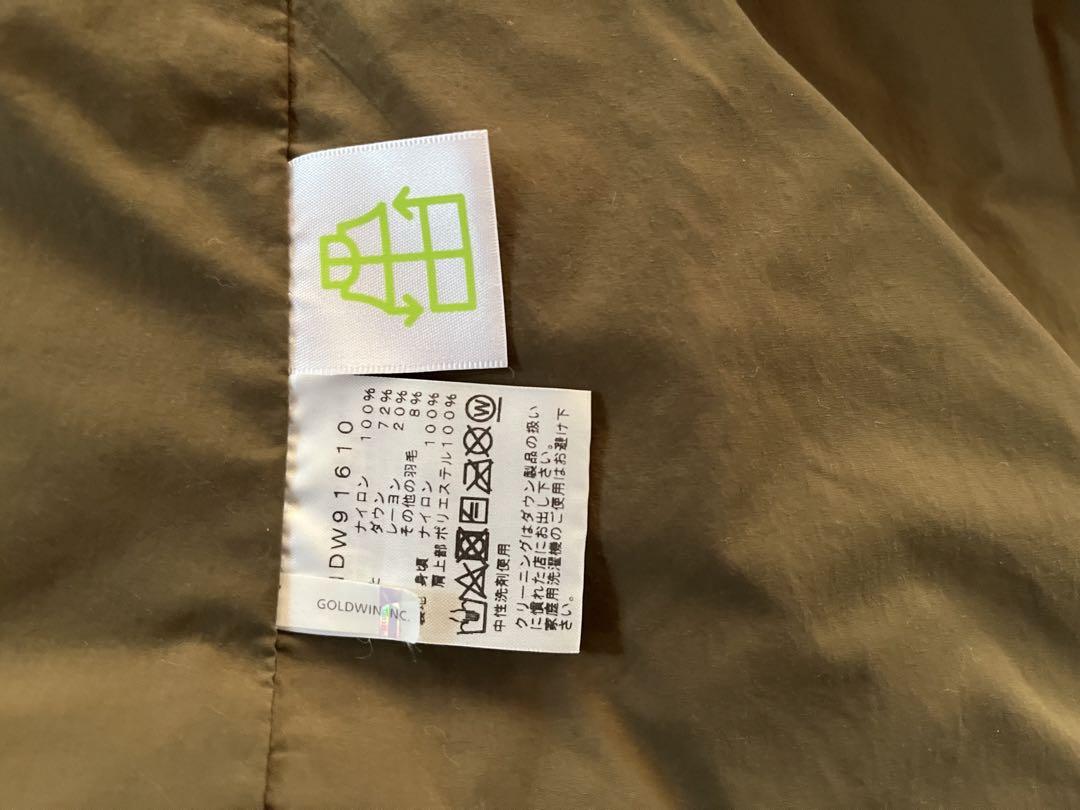 DW91610
ナイロン 100%
ダウン 72%
レーヨン 20%
その他の羽毛 8%
身頃 ナイロン 100%
肩上部 ポリエステル100%
W
中性洗剤使用
クリーニングはダウン製品の扱い
に慣れた店にお出し下さい。
家庭用洗濯機のご使用はお避け下
さい。
GOLDWIN INC.